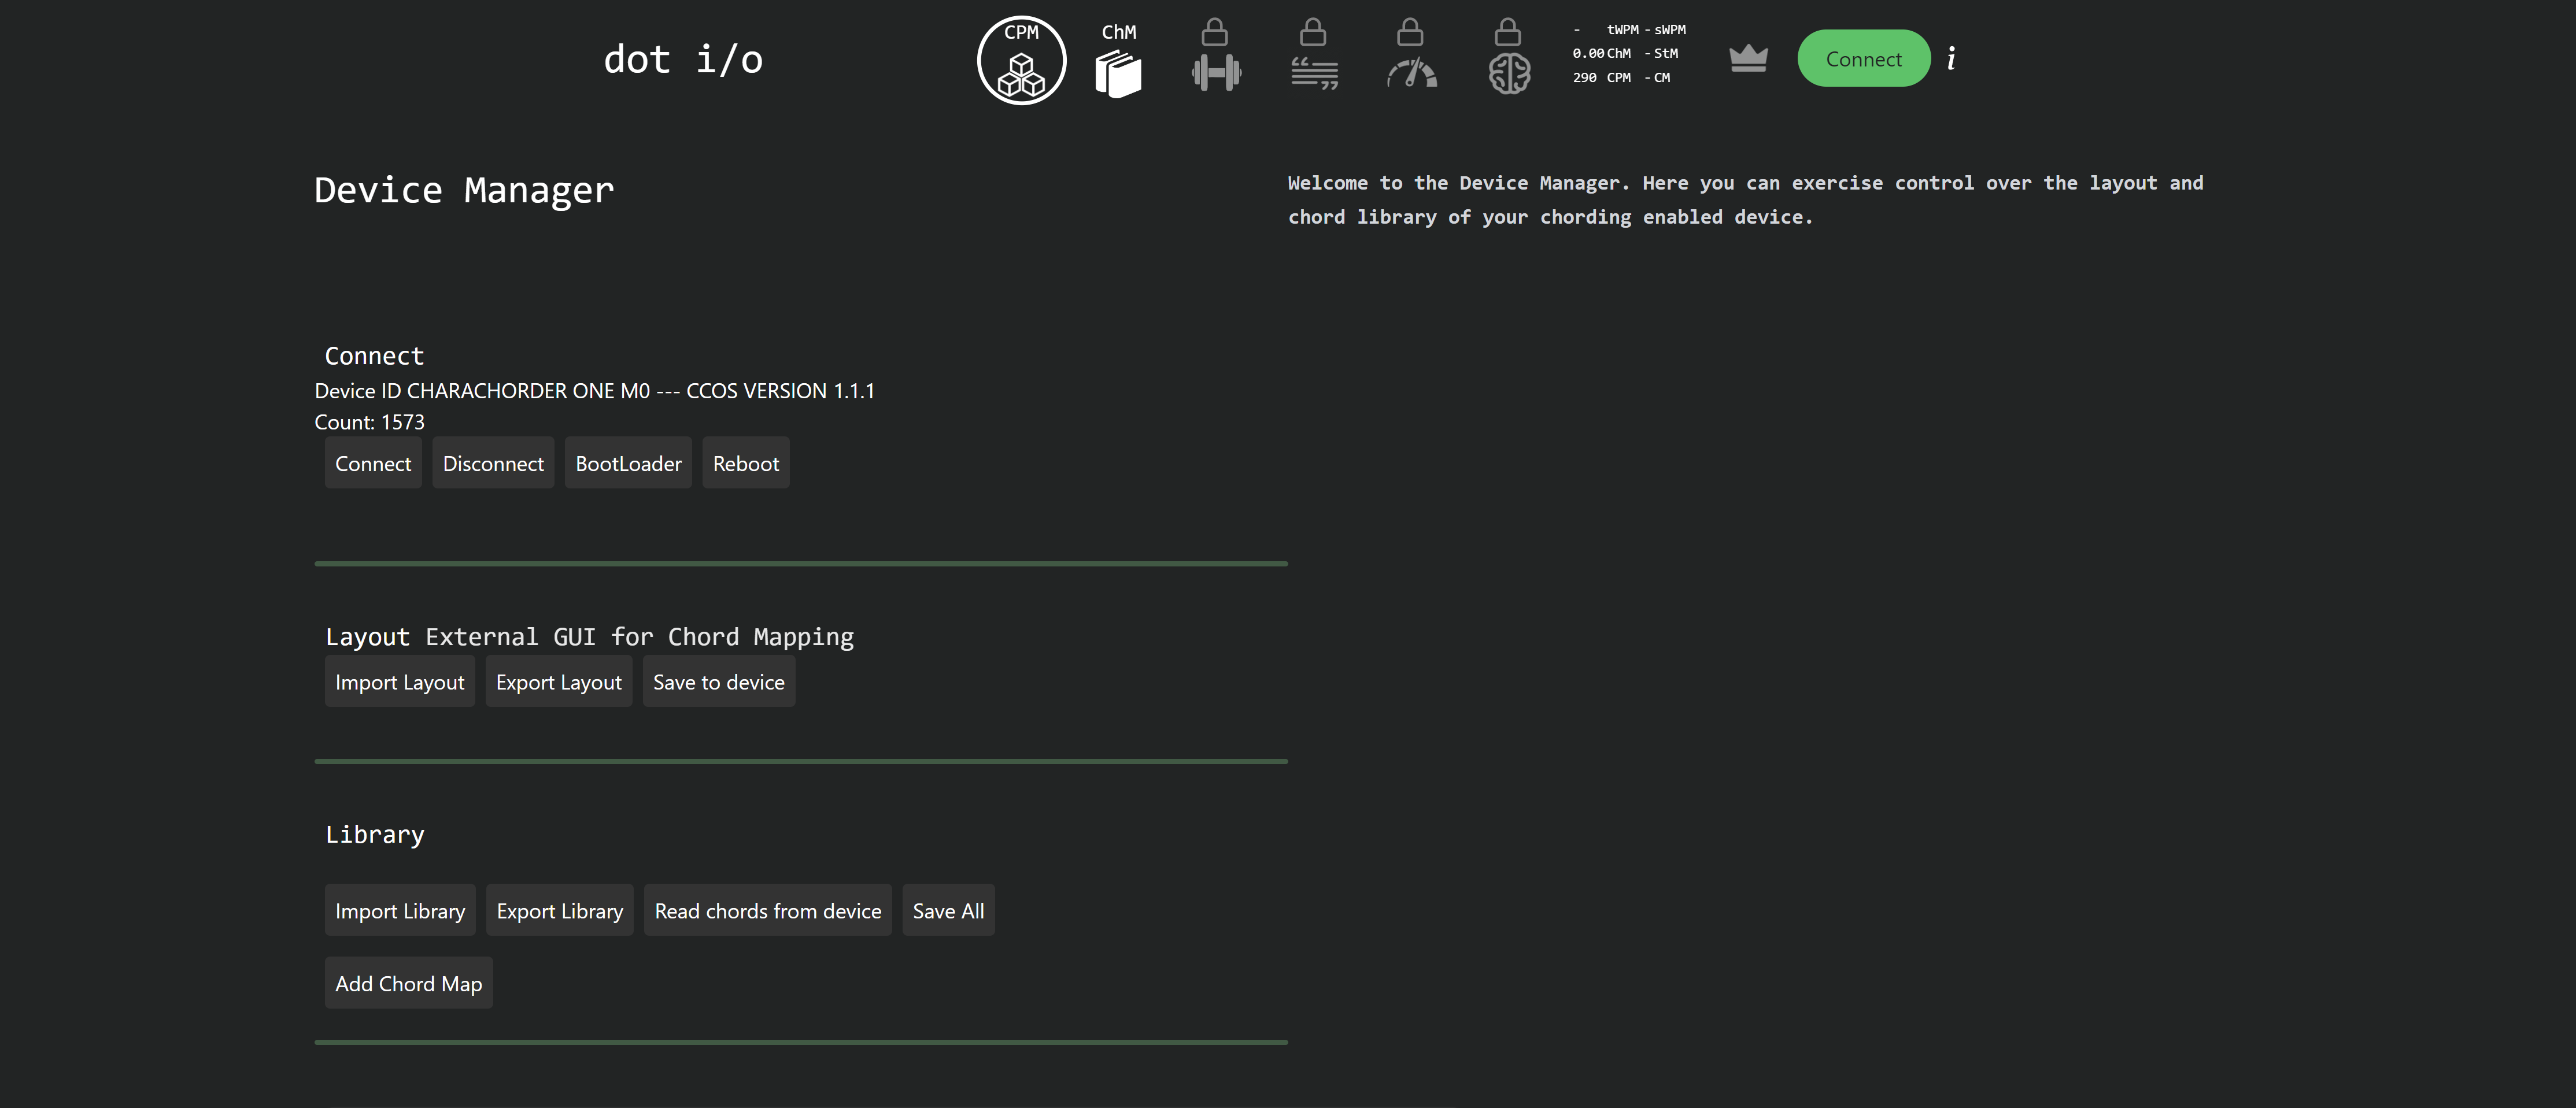 dot i/o
CPM
ChM
- tWPM - sWPM
0.00 ChM - StM
290 CPM - CM
Connect
i
Device Manager
Welcome to the Device Manager. Here you can exercise control over the layout and
chord library of your chording enabled device.
Connect
Device ID CHARACHORDER ONE M0 --- CCOS VERSION 1.1.1
Count: 1573
Connect Disconnect BootLoader Reboot
Layout External GUI for Chord Mapping
Import Layout Export Layout Save to device
Library
Import Library Export Library Read chords from device Save All
Add Chord Map